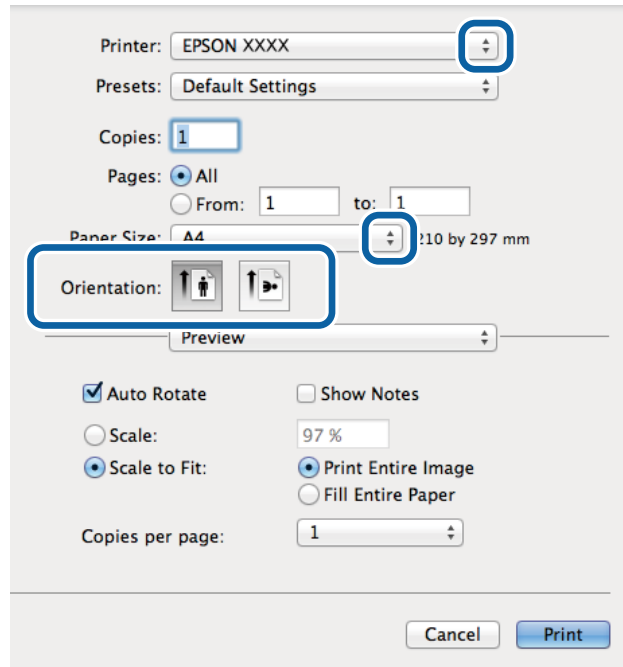 Printer: EPSON XXXX
Presets: Default Settings
Copies: 1
Pages: All
From: 1 to: 1
Paper Size: A4 210 by 297 mm
Orientation:
Preview
Auto Rotate Show Notes
Scale: 97 %
Scale to Fit: Print Entire Image
Fill Entire Paper
Copies per page: 1
Cancel Print